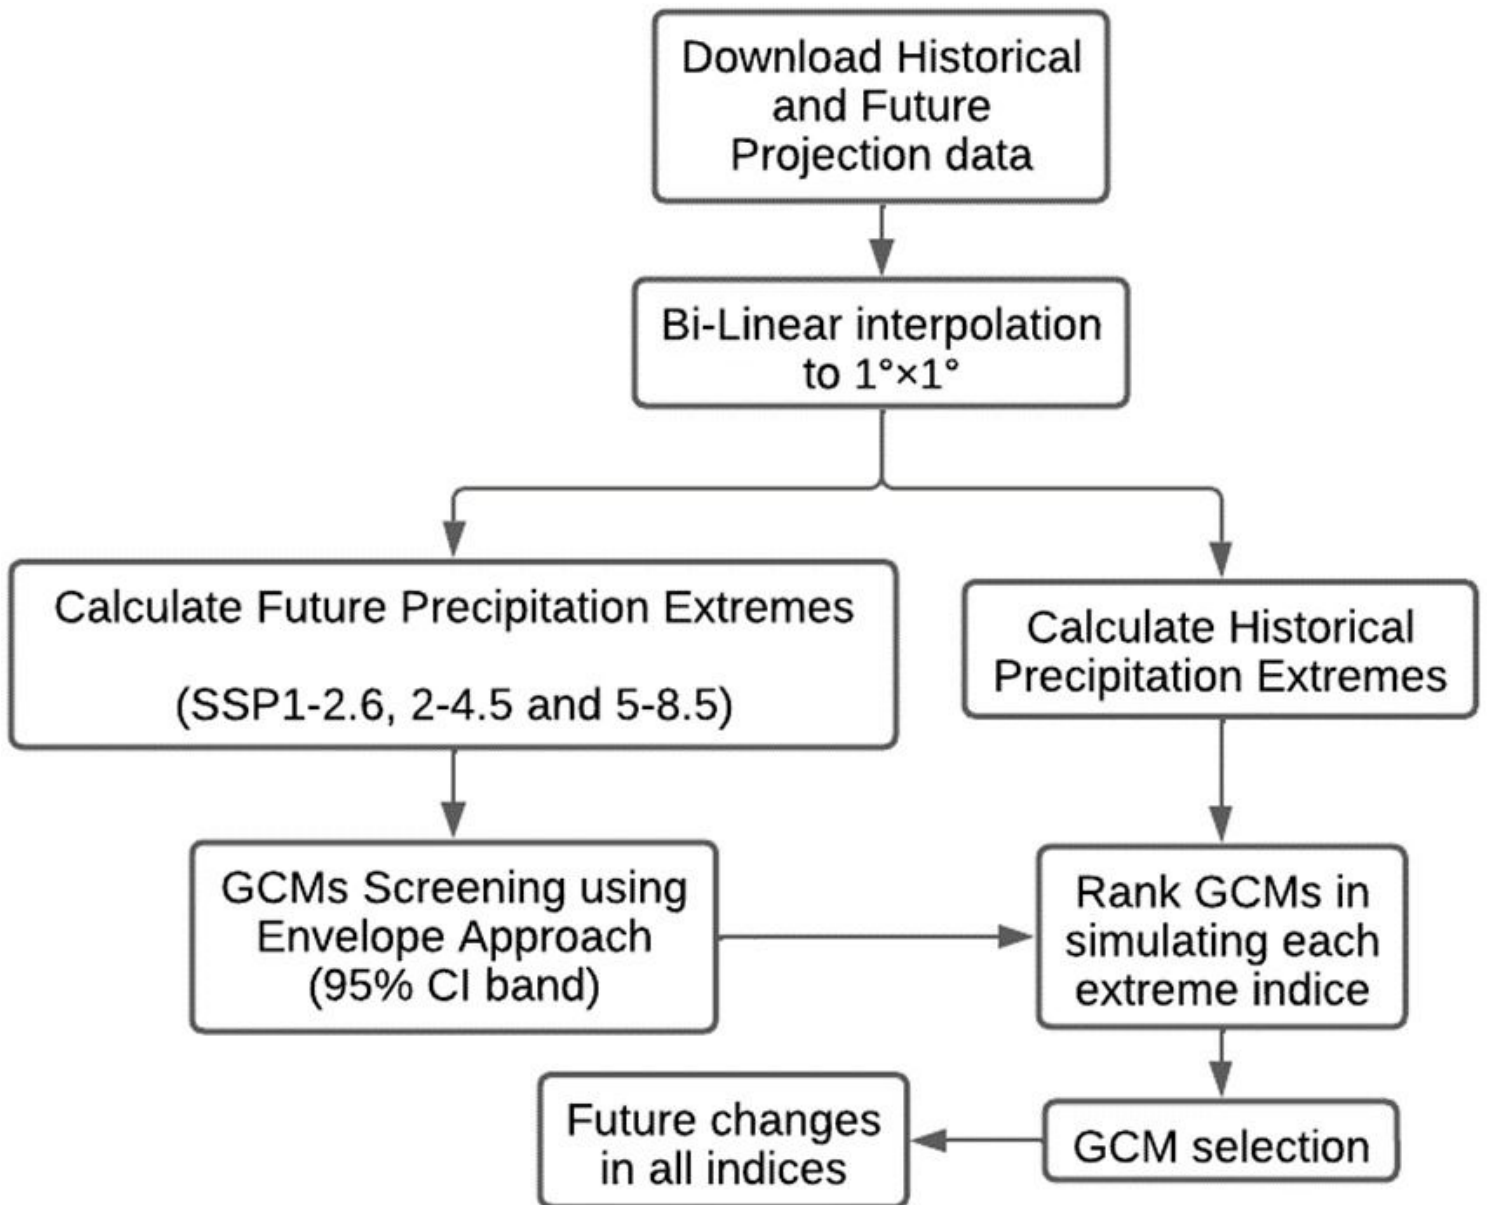 Download Historical
and Future
Projection data
Bi-Linear interpolation
to 1°×1°
Calculate Future Precipitation Extremes
(SSP1-2.6, 2-4.5 and 5-8.5)
Calculate Historical
Precipitation Extremes
GCMs Screening using
Envelope Approach
(95% CI band)
Rank GCMs in
simulating each
extreme indice
GCM selection
Future changes
in all indices